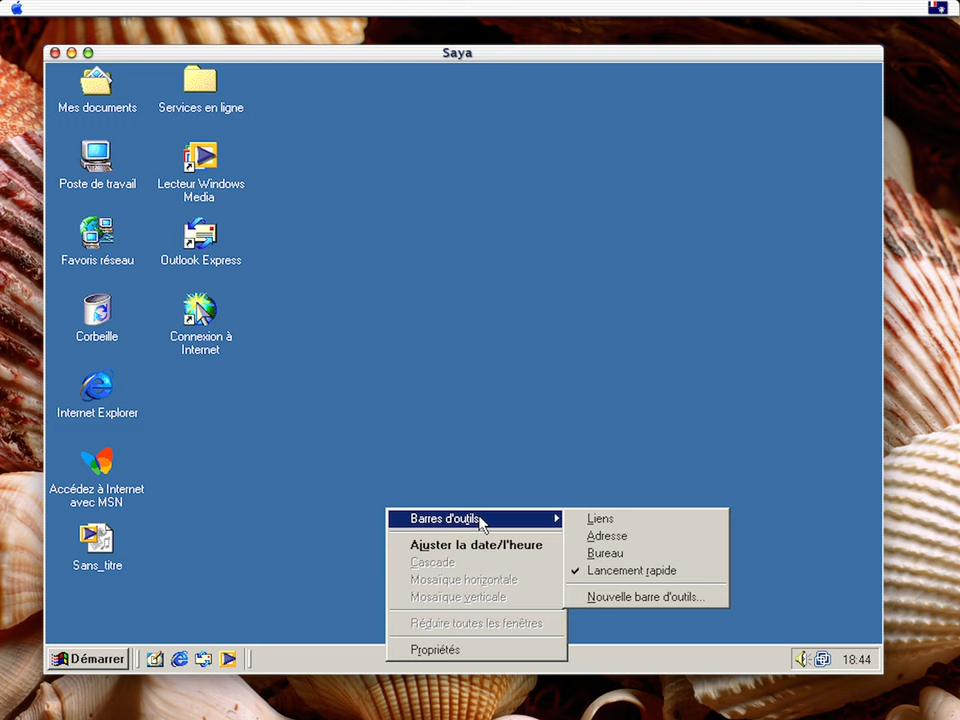 Saya
Mes documents
Services en ligne
Poste de travail
Lecteur Windows
Media
Favoris réseau
Outlook Express
Corbeille
Connexion à
Internet
Internet Explorer
Accédez à Internet
avec MSN
Sans_titre
Barres d'outils
Ajuster la date/l'heure
Cascade
Mosaïque horizontale
Mosaïque verticale
Réduire toutes les fenêtres
Propriétés
Liens
Adresse
Bureau
Lancement rapide
Nouvelle barre d'outils...
Démarrer
18:44